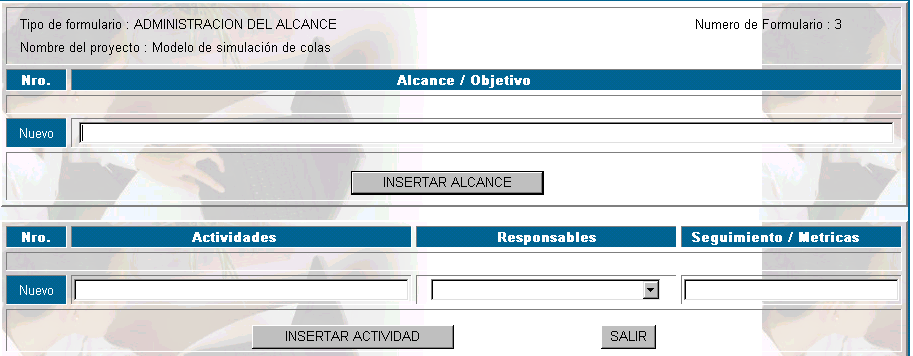 Tipo de formulario : ADMINISTRACION DEL ALCANCE Numero de Formulario : 3
Nombre del proyecto : Modelo de simulación de colas
Nro. Alcance / Objetivo
Nuevo
INSERTAR ALCANCE
Nro. Actividades Responsables Seguimiento / Metricas
Nuevo
INSERTAR ACTIVIDAD SALIR